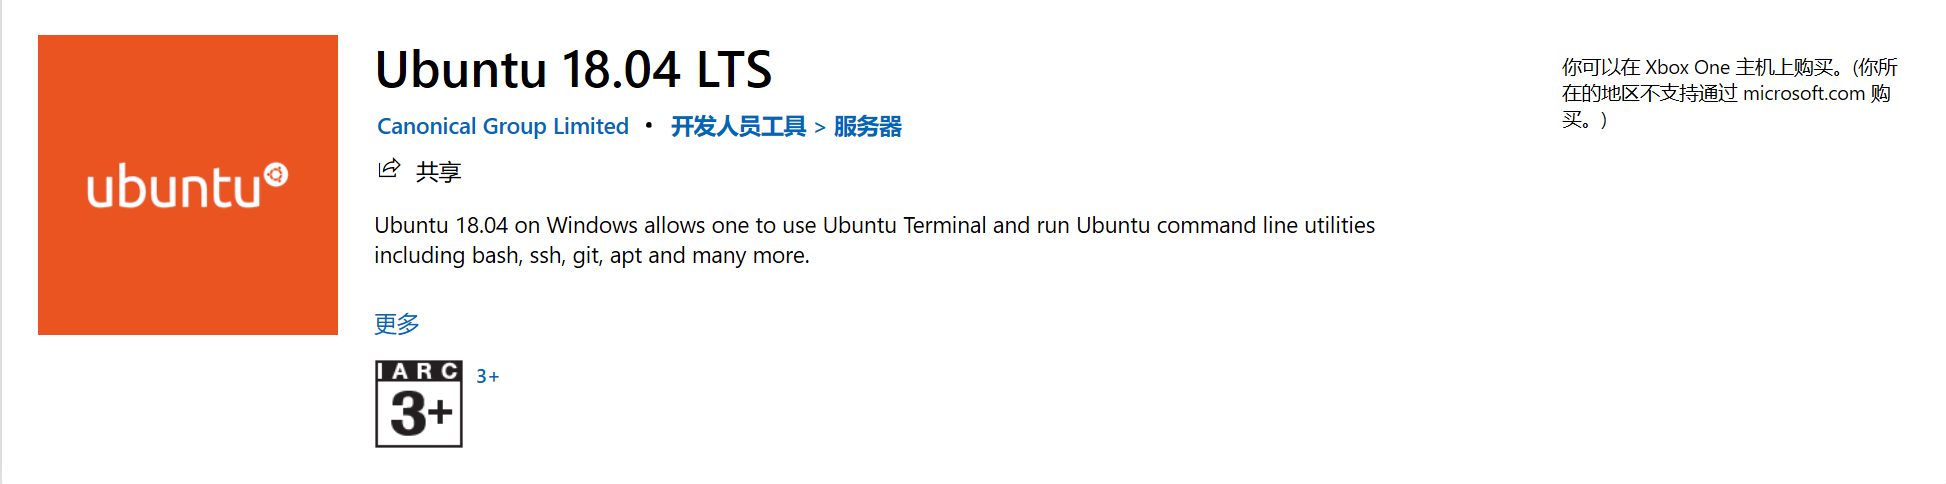 ubuntu
Ubuntu 18.04 LTS
Canonical Group Limited • 开发人员工具 > 服务器
共享
Ubuntu 18.04 on Windows allows one to use Ubuntu Terminal and run Ubuntu command line utilities
including bash, ssh, git, apt and many more.
更多
IARC
3+
3+
你可以在 Xbox One 主机上购买。(你所
在的地区不支持通过 microsoft.com 购
买。)